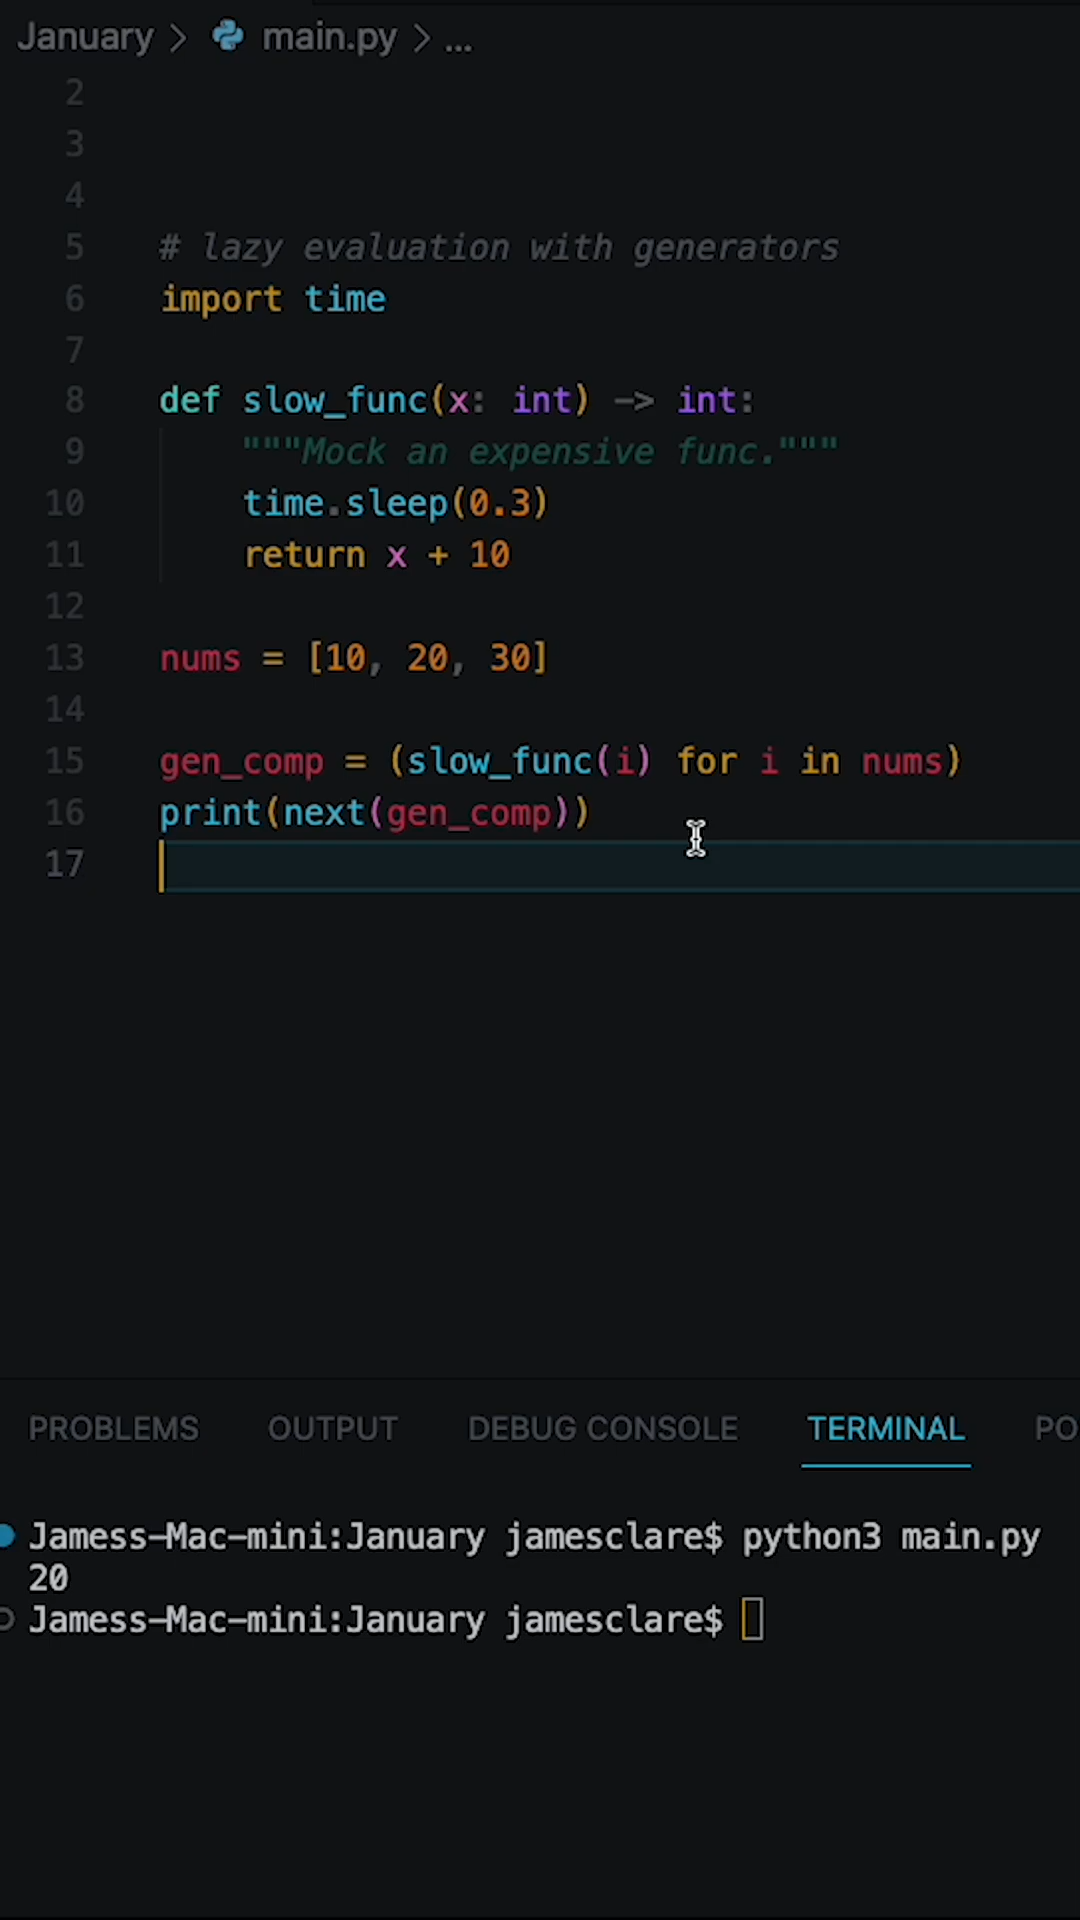 January > main.py > ...
2
3
4
5 # lazy evaluation with generators
6 import time
7
8 def slow_func(x: int) -> int:
9 """Mock an expensive func."""
10 time.sleep(0.3)
11 return x + 10
12
13 nums = [10, 20, 30]
14
15 gen_comp = (slow_func(i) for i in nums)
16 print(next(gen_comp))
17
PROBLEMS OUTPUT DEBUG CONSOLE TERMINAL PO
Jamess-Mac-mini:January jamesclare$ python3 main.py
20
Jamess-Mac-mini:January jamesclare$